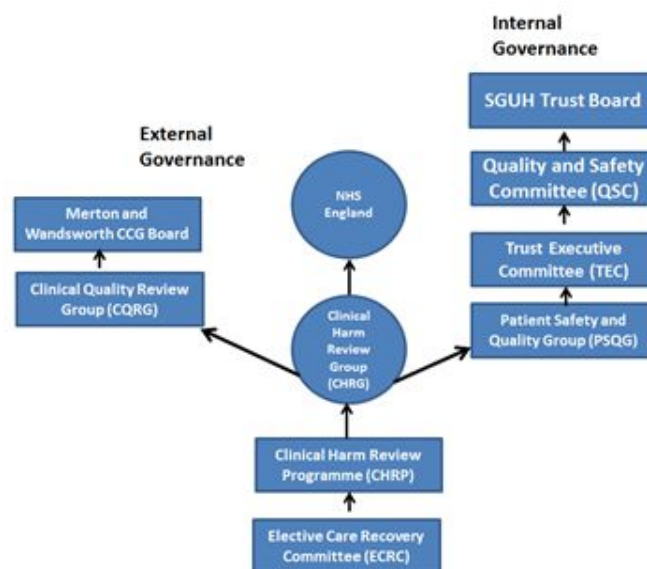 Internal
Governance
SGUH Trust Board
External
Governance
Quality and Safety
Committee (QSC)
NHS
England
Merton and
Wandsworth CCG Board
Trust Executive
Committee (TEC)
Clinical Quality Review
Group (CQRG)
Clinical
Harm
Review
Group
(CHRG)
Patient Safety and
Quality Group (PSQG)
Clinical Harm Review
Programme (CHRP)
Elective Care Recovery
Committee (ECRC)